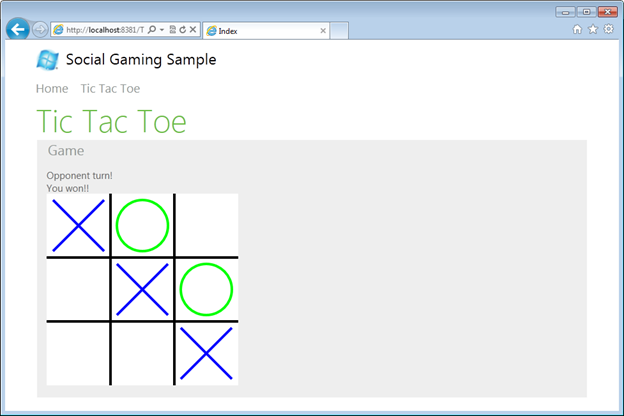 http://localhost:8381/T
Index
Social Gaming Sample
Home Tic Tac Toe
Tic Tac Toe
Game
Opponent turn!
You won!!